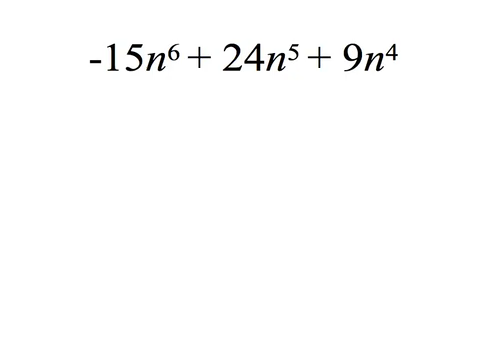 -15n⁶ + 24n⁵ + 9n⁴